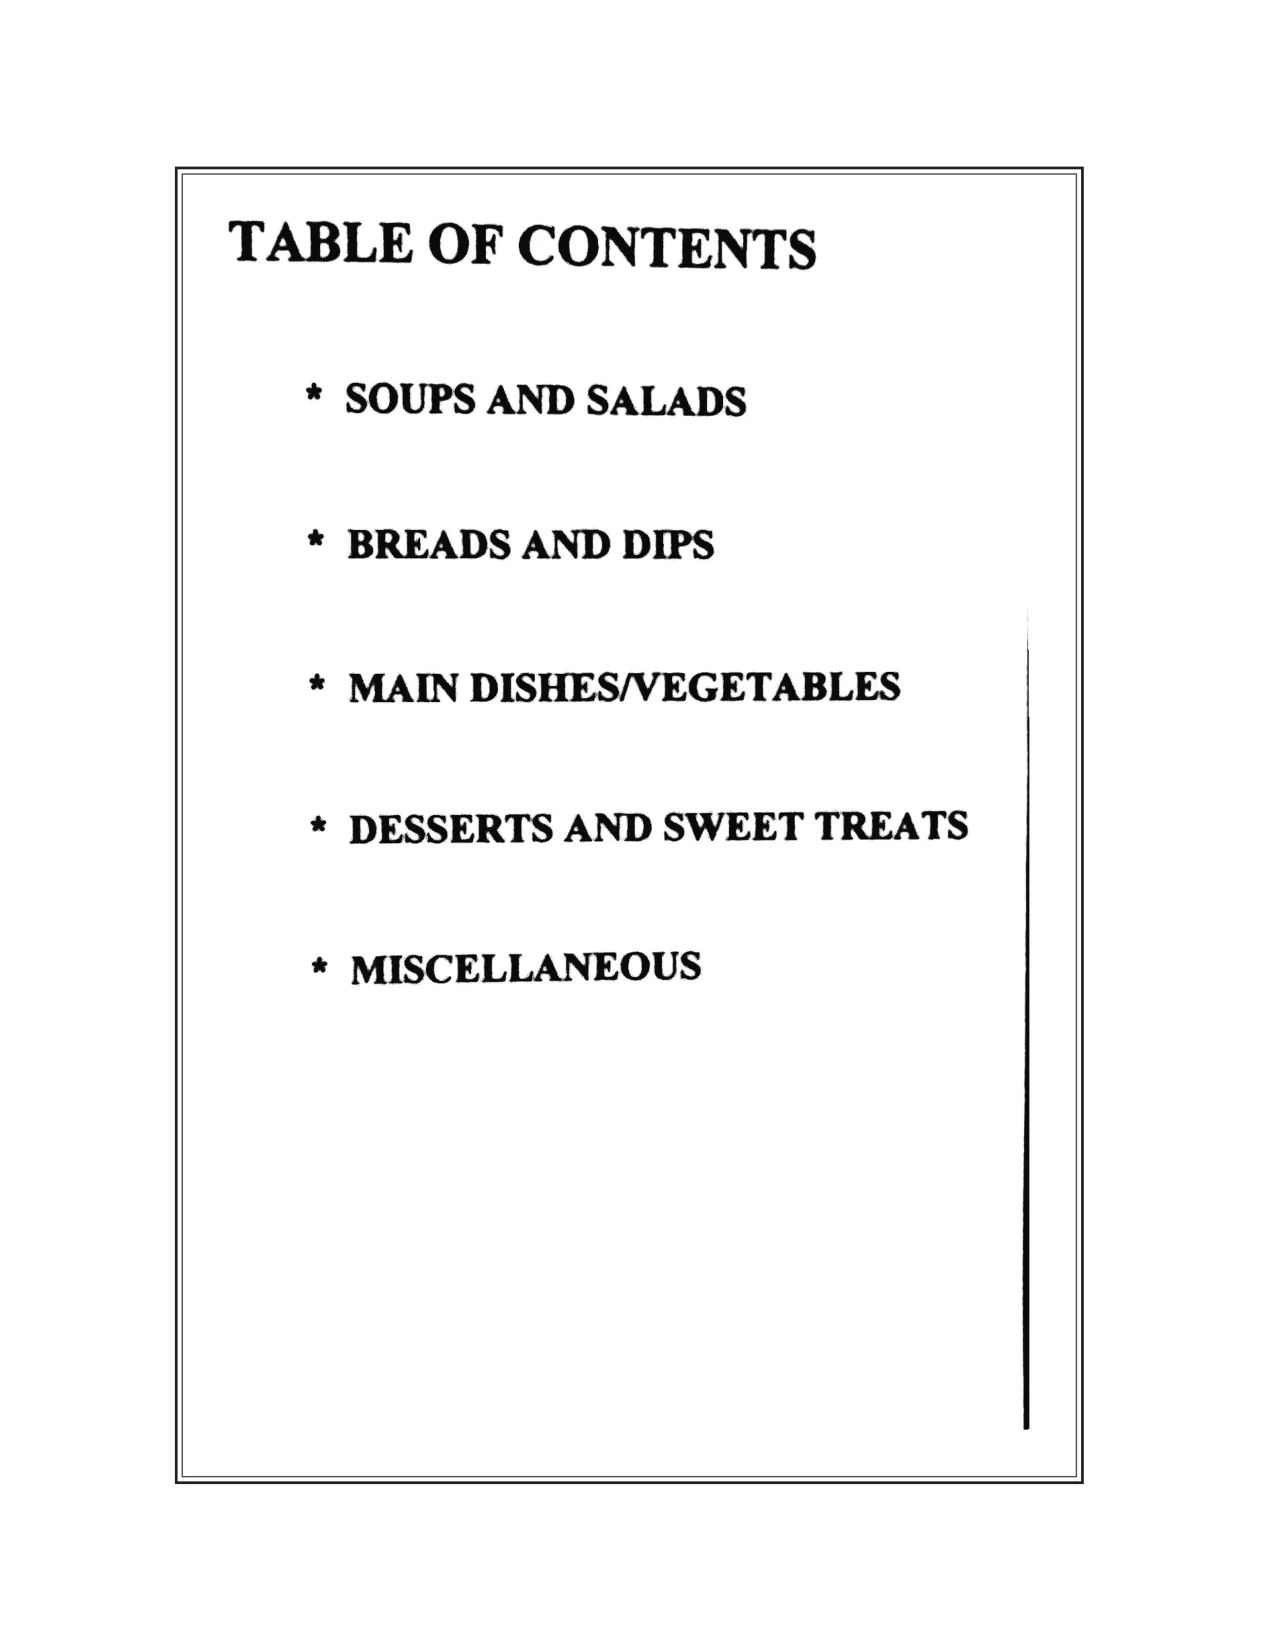 TABLE OF CONTENTS
* SOUPS AND SALADS
* BREADS AND DIPS
* MAIN DISHES/VEGETABLES
* DESSERTS AND SWEET TREATS
* MISCELLANEOUS